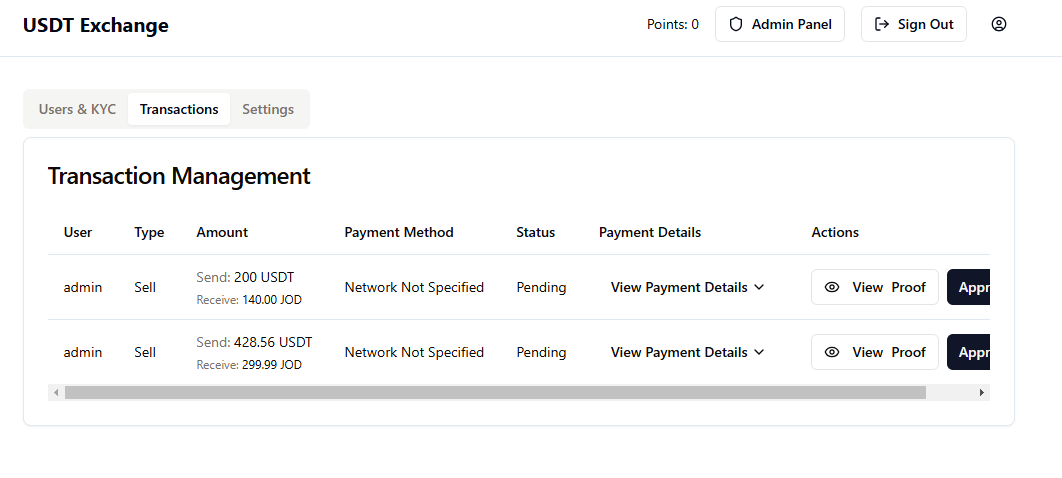 USDT Exchange
Points: 0
Admin Panel
Sign Out
Users & KYC
Transactions
Settings
Transaction Management
User Type Amount Payment Method Status Payment Details Actions
admin Sell Send: 200 USDT Network Not Specified Pending View Payment Details View Proof Appr
Receive: 140.00 JOD
admin Sell Send: 428.56 USDT Network Not Specified Pending View Payment Details View Proof Appr
Receive: 299.99 JOD